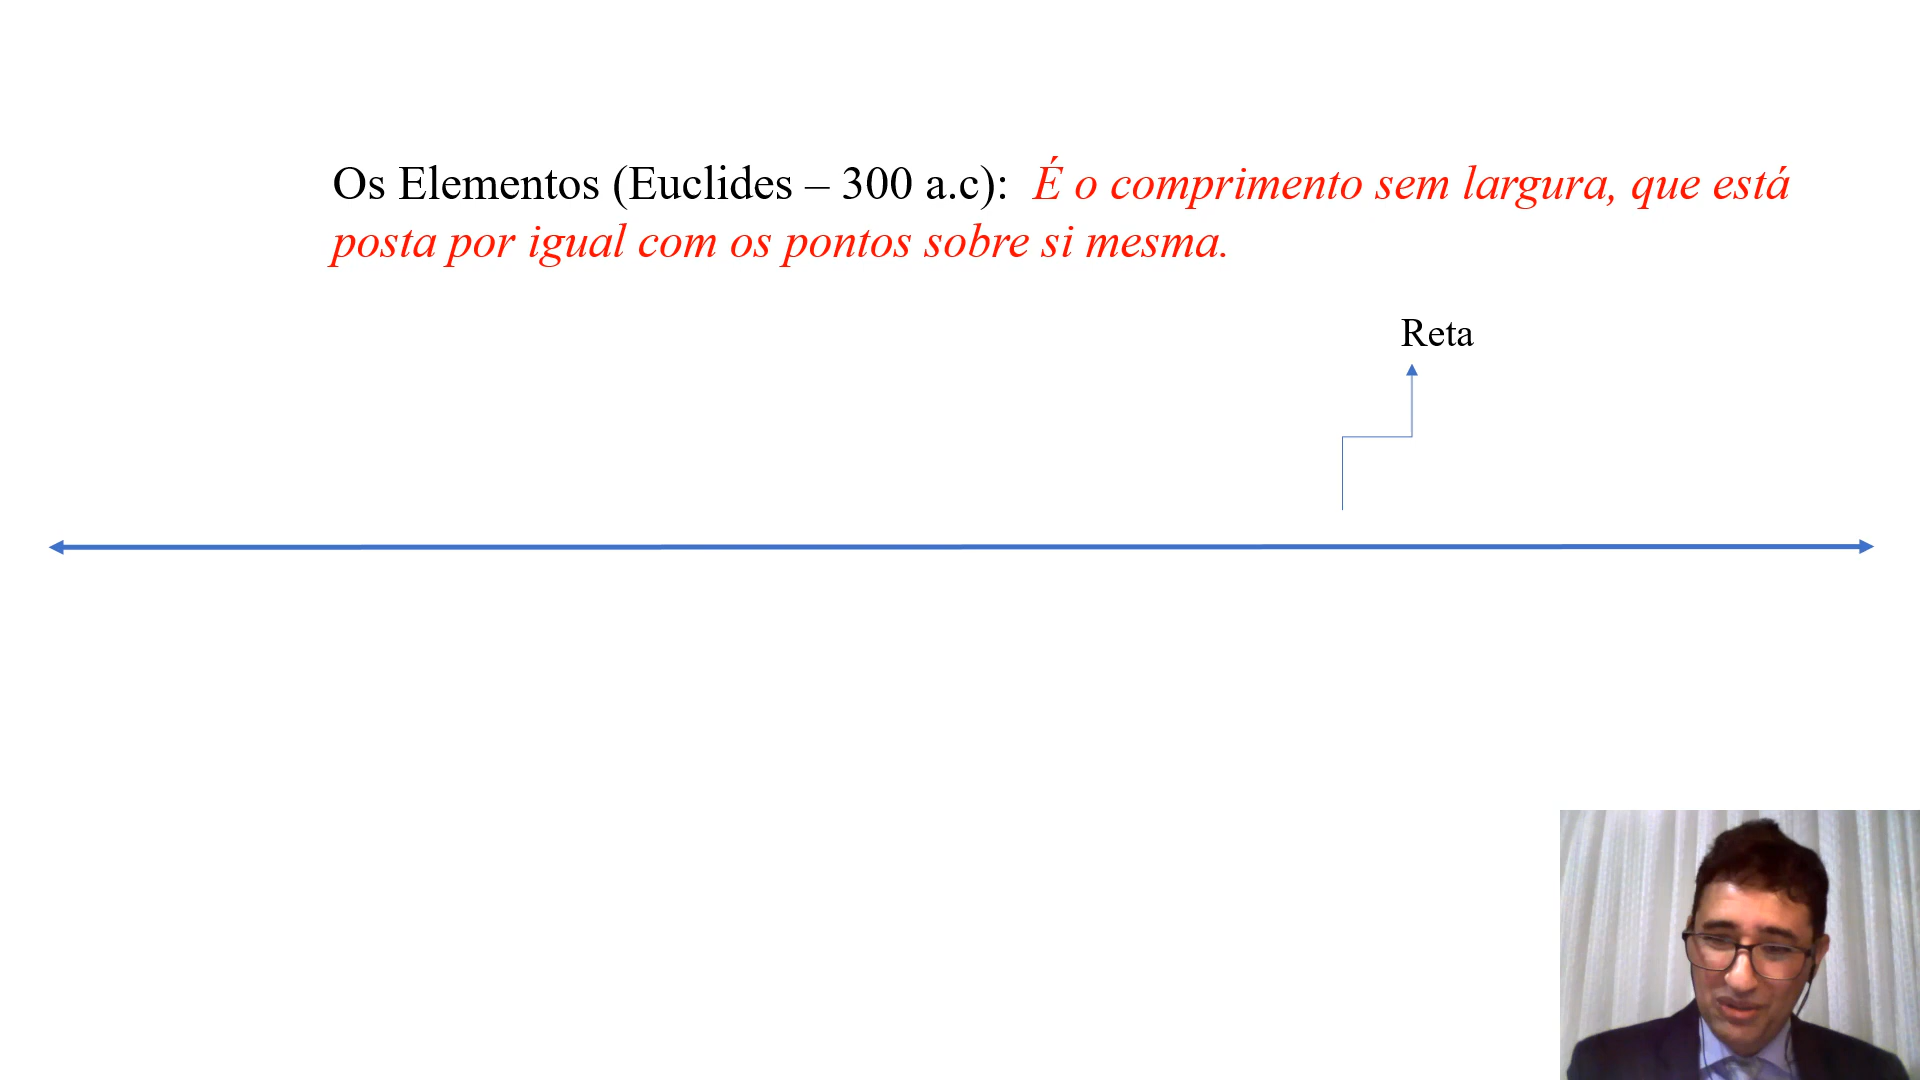 Os Elementos (Euclides – 300 a.c): É o comprimento sem largura, que está
posta por igual com os pontos sobre si mesma.
Reta